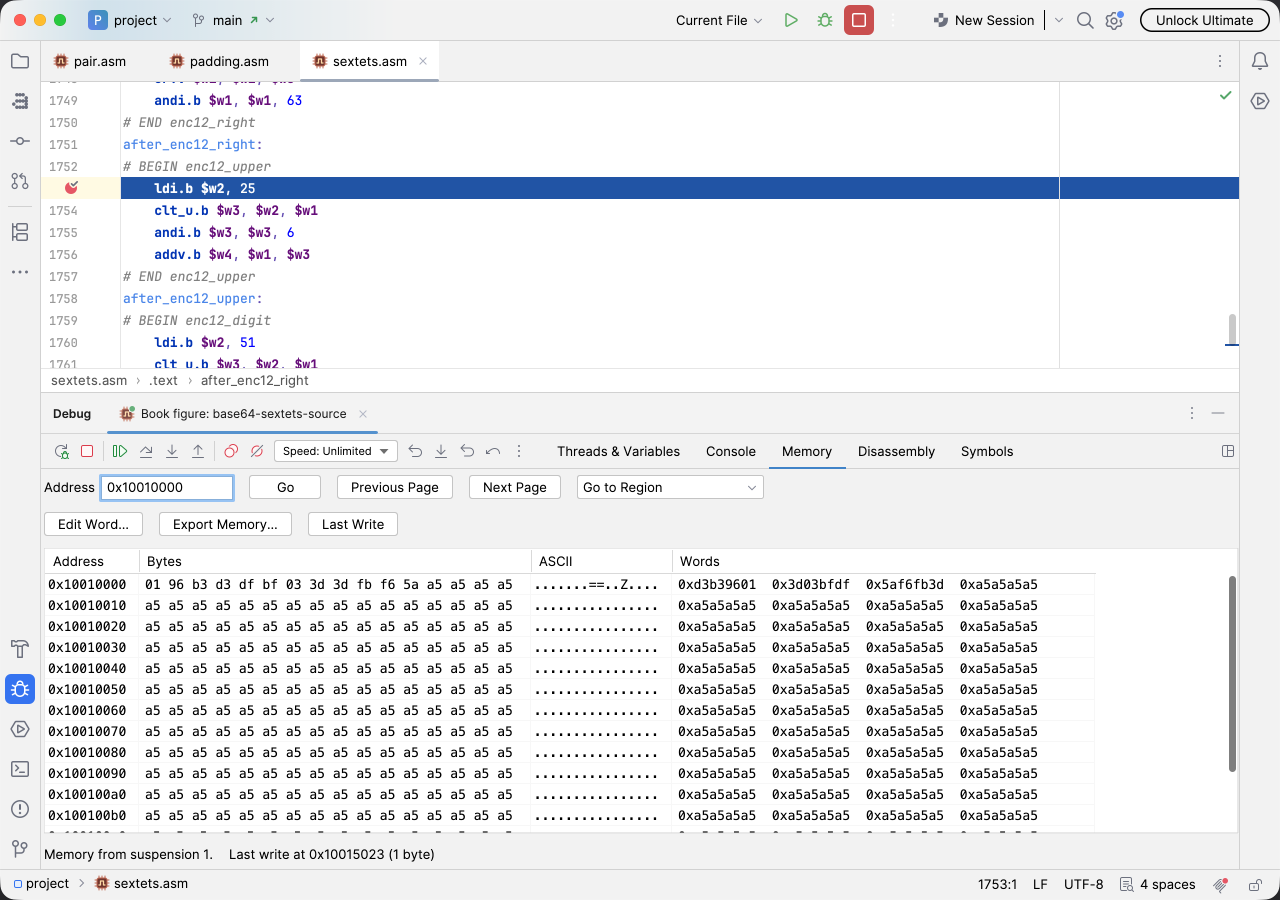 P project main Current File New Session Unlock Ultimate
pair.asm padding.asm sextets.asm
1749 andi.b $w1, $w1, 63
1750 # END enc12_right
1751 after_enc12_right:
1752 # BEGIN enc12_upper
ldi.b $w2, 25
1754 clt_u.b $w3, $w2, $w1
1755 andi.b $w3, $w3, 6
1756 addv.b $w4, $w1, $w3
1757 # END enc12_upper
1758 after_enc12_upper:
1759 # BEGIN enc12_digit
1760 ldi.b $w2, 51
1761 clt_u.b $w3, $w2, $w1
sextets.asm › .text › after_enc12_right
Debug Book figure: base64-sextets-source
Speed: Unlimited Threads & Variables Console Memory Disassembly Symbols
Address 0x10010000 Go Previous Page Next Page Go to Region
Edit Word... Export Memory... Last Write
Address Bytes ASCII Words
0x10010000 01 96 b3 d3 df bf 03 3d 3d fb f6 5a a5 a5 a5 a5 .......==..Z.... 0xd3b39601 0x3d03bfdf 0x5af6fb3d 0xa5a5a5a5
0x10010010 a5 a5 a5 a5 a5 a5 a5 a5 a5 a5 a5 a5 a5 a5 a5 a5 ................ 0xa5a5a5a5 0xa5a5a5a5 0xa5a5a5a5 0xa5a5a5a5
0x10010020 a5 a5 a5 a5 a5 a5 a5 a5 a5 a5 a5 a5 a5 a5 a5 a5 ................ 0xa5a5a5a5 0xa5a5a5a5 0xa5a5a5a5 0xa5a5a5a5
0x10010030 a5 a5 a5 a5 a5 a5 a5 a5 a5 a5 a5 a5 a5 a5 a5 a5 ................ 0xa5a5a5a5 0xa5a5a5a5 0xa5a5a5a5 0xa5a5a5a5
0x10010040 a5 a5 a5 a5 a5 a5 a5 a5 a5 a5 a5 a5 a5 a5 a5 a5 ................ 0xa5a5a5a5 0xa5a5a5a5 0xa5a5a5a5 0xa5a5a5a5
0x10010050 a5 a5 a5 a5 a5 a5 a5 a5 a5 a5 a5 a5 a5 a5 a5 a5 ................ 0xa5a5a5a5 0xa5a5a5a5 0xa5a5a5a5 0xa5a5a5a5
0x10010060 a5 a5 a5 a5 a5 a5 a5 a5 a5 a5 a5 a5 a5 a5 a5 a5 ................ 0xa5a5a5a5 0xa5a5a5a5 0xa5a5a5a5 0xa5a5a5a5
0x10010070 a5 a5 a5 a5 a5 a5 a5 a5 a5 a5 a5 a5 a5 a5 a5 a5 ................ 0xa5a5a5a5 0xa5a5a5a5 0xa5a5a5a5 0xa5a5a5a5
0x10010080 a5 a5 a5 a5 a5 a5 a5 a5 a5 a5 a5 a5 a5 a5 a5 a5 ................ 0xa5a5a5a5 0xa5a5a5a5 0xa5a5a5a5 0xa5a5a5a5
0x10010090 a5 a5 a5 a5 a5 a5 a5 a5 a5 a5 a5 a5 a5 a5 a5 a5 ................ 0xa5a5a5a5 0xa5a5a5a5 0xa5a5a5a5 0xa5a5a5a5
0x100100a0 a5 a5 a5 a5 a5 a5 a5 a5 a5 a5 a5 a5 a5 a5 a5 a5 ................ 0xa5a5a5a5 0xa5a5a5a5 0xa5a5a5a5 0xa5a5a5a5
0x100100b0 a5 a5 a5 a5 a5 a5 a5 a5 a5 a5 a5 a5 a5 a5 a5 a5 ................ 0xa5a5a5a5 0xa5a5a5a5 0xa5a5a5a5 0xa5a5a5a5
Memory from suspension 1. Last write at 0x10015023 (1 byte)
project › sextets.asm 1753:1 LF UTF-8 4 spaces